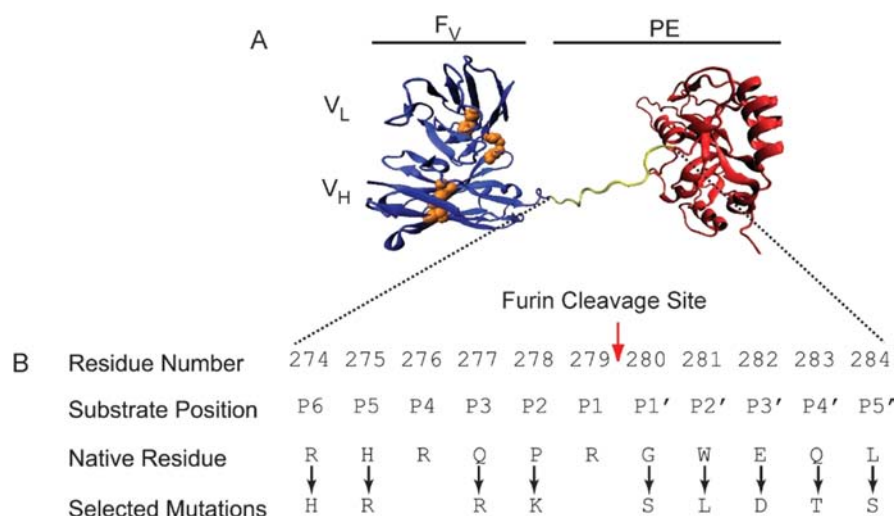 A
F_V
PE
V_L
V_H
Furin Cleavage Site
B
Residue Number 274 275 276 277 278 279 280 281 282 283 284
Substrate Position P6 P5 P4 P3 P2 P1 P1′ P2′ P3′ P4′ P5′
Native Residue R H R Q P R G W E Q L
Selected Mutations H R R K S L D T S